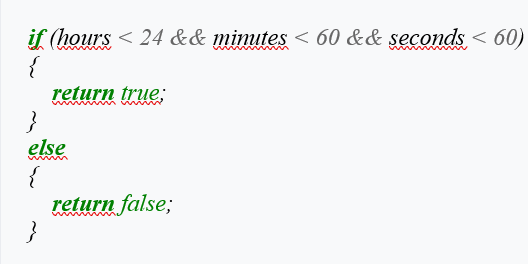 if (hours < 24 && minutes < 60 && seconds < 60)
{
return true;
}
else
{
return false;
}